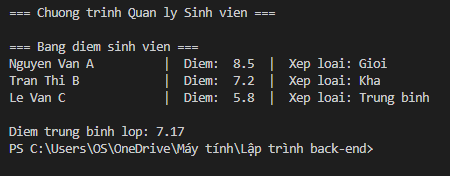 === Chuong trinh Quan ly Sinh vien ===
=== Bang diem sinh vien ===
Nguyen Van A         |  Diem:  8.5  |  Xep loai: Gioi
Tran Thi B           |  Diem:  7.2  |  Xep loai: Kha
Le Van C             |  Diem:  5.8  |  Xep loai: Trung binh
Diem trung binh lop: 7.17
PS C:\Users\OS\OneDrive\Máy tính\Lập trình back-end>